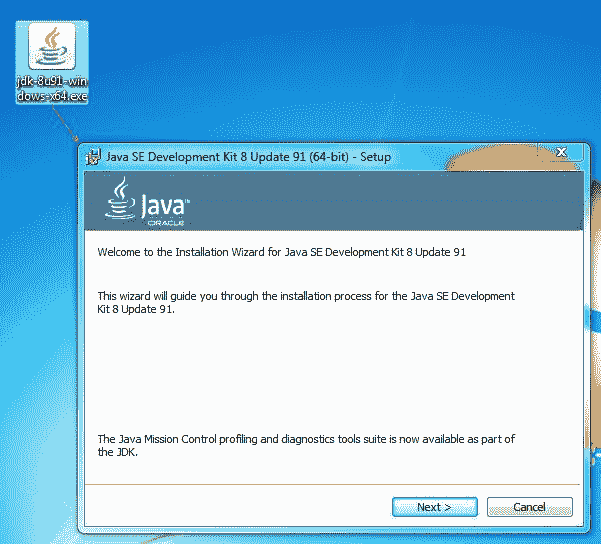 jdk-8u91-win
dows-x64.exe
Java SE Development Kit 8 Update 91 (64-bit) - Setup
Java™
ORACLE
Welcome to the Installation Wizard for Java SE Development Kit 8 Update 91
This wizard will guide you through the installation process for the Java SE Development
Kit 8 Update 91.
The Java Mission Control profiling and diagnostics tools suite is now available as part of
the JDK.
Next >
Cancel